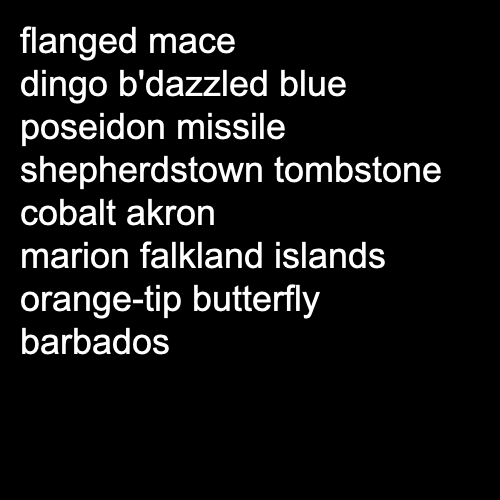 flanged mace
dingo b'dazzled blue
poseidon missile
shepherdstown tombstone
cobalt akron
marion falkland islands
orange-tip butterfly
barbados